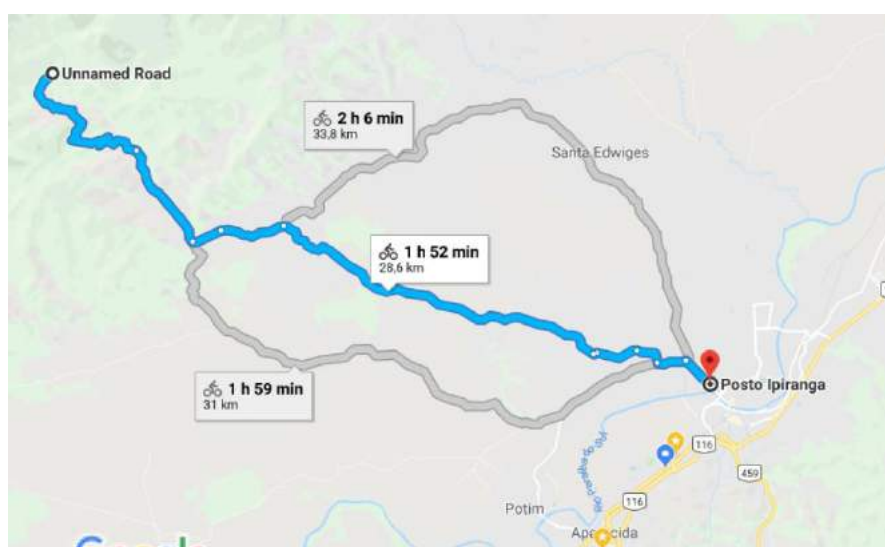 Unnamed Road
2 h 6 min
33,8 km
Santa Edwiges
1 h 52 min
28,6 km
1 h 59 min
31 km
Posto Ipiranga
116
459
116
Potim
Aparecida